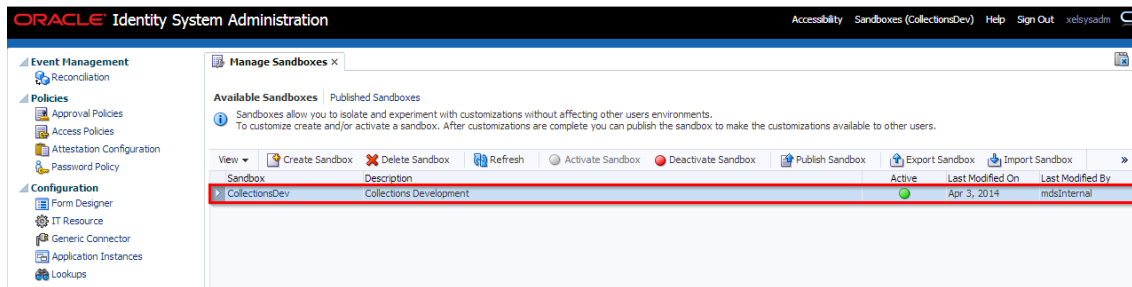 ORACLE® Identity System Administration
Accessibility Sandboxes (CollectionsDev) Help Sign Out xelsysadm
Event Management
Reconciliation
Policies
Approval Policies
Access Policies
Attestation Configuration
Password Policy
Configuration
Form Designer
IT Resource
Generic Connector
Application Instances
Lookups
Manage Sandboxes ×
Available Sandboxes Published Sandboxes
Sandboxes allow you to isolate and experiment with customizations without affecting other users environments.
To customize create and/or activate a sandbox. After customizations are complete you can publish the sandbox to make the customizations available to other users.
View Create Sandbox Delete Sandbox Refresh Activate Sandbox Deactivate Sandbox Publish Sandbox Export Sandbox Import Sandbox »
Sandbox Description Active Last Modified On Last Modified By
CollectionsDev Collections Development Apr 3, 2014 mdsInternal